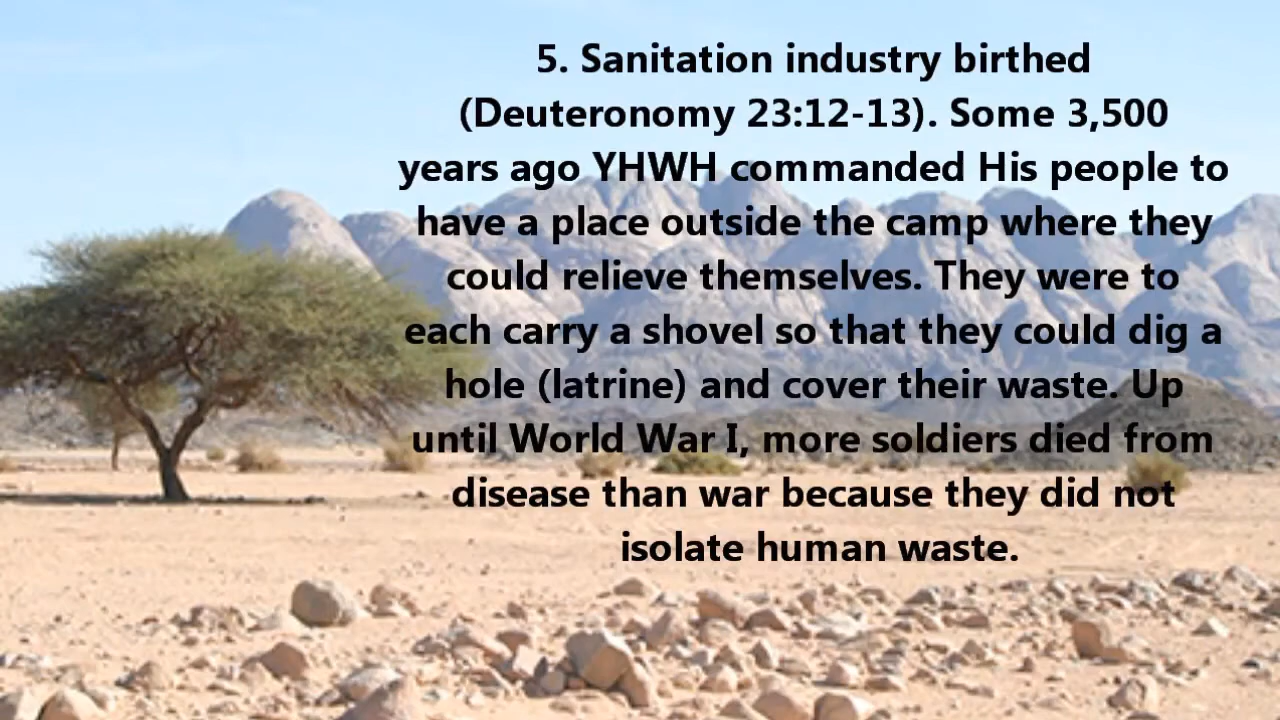 5. Sanitation industry birthed
(Deuteronomy 23:12-13). Some 3,500
years ago YHWH commanded His people to
have a place outside the camp where they
could relieve themselves. They were to
each carry a shovel so that they could dig a
hole (latrine) and cover their waste. Up
until World War I, more soldiers died from
disease than war because they did not
isolate human waste.